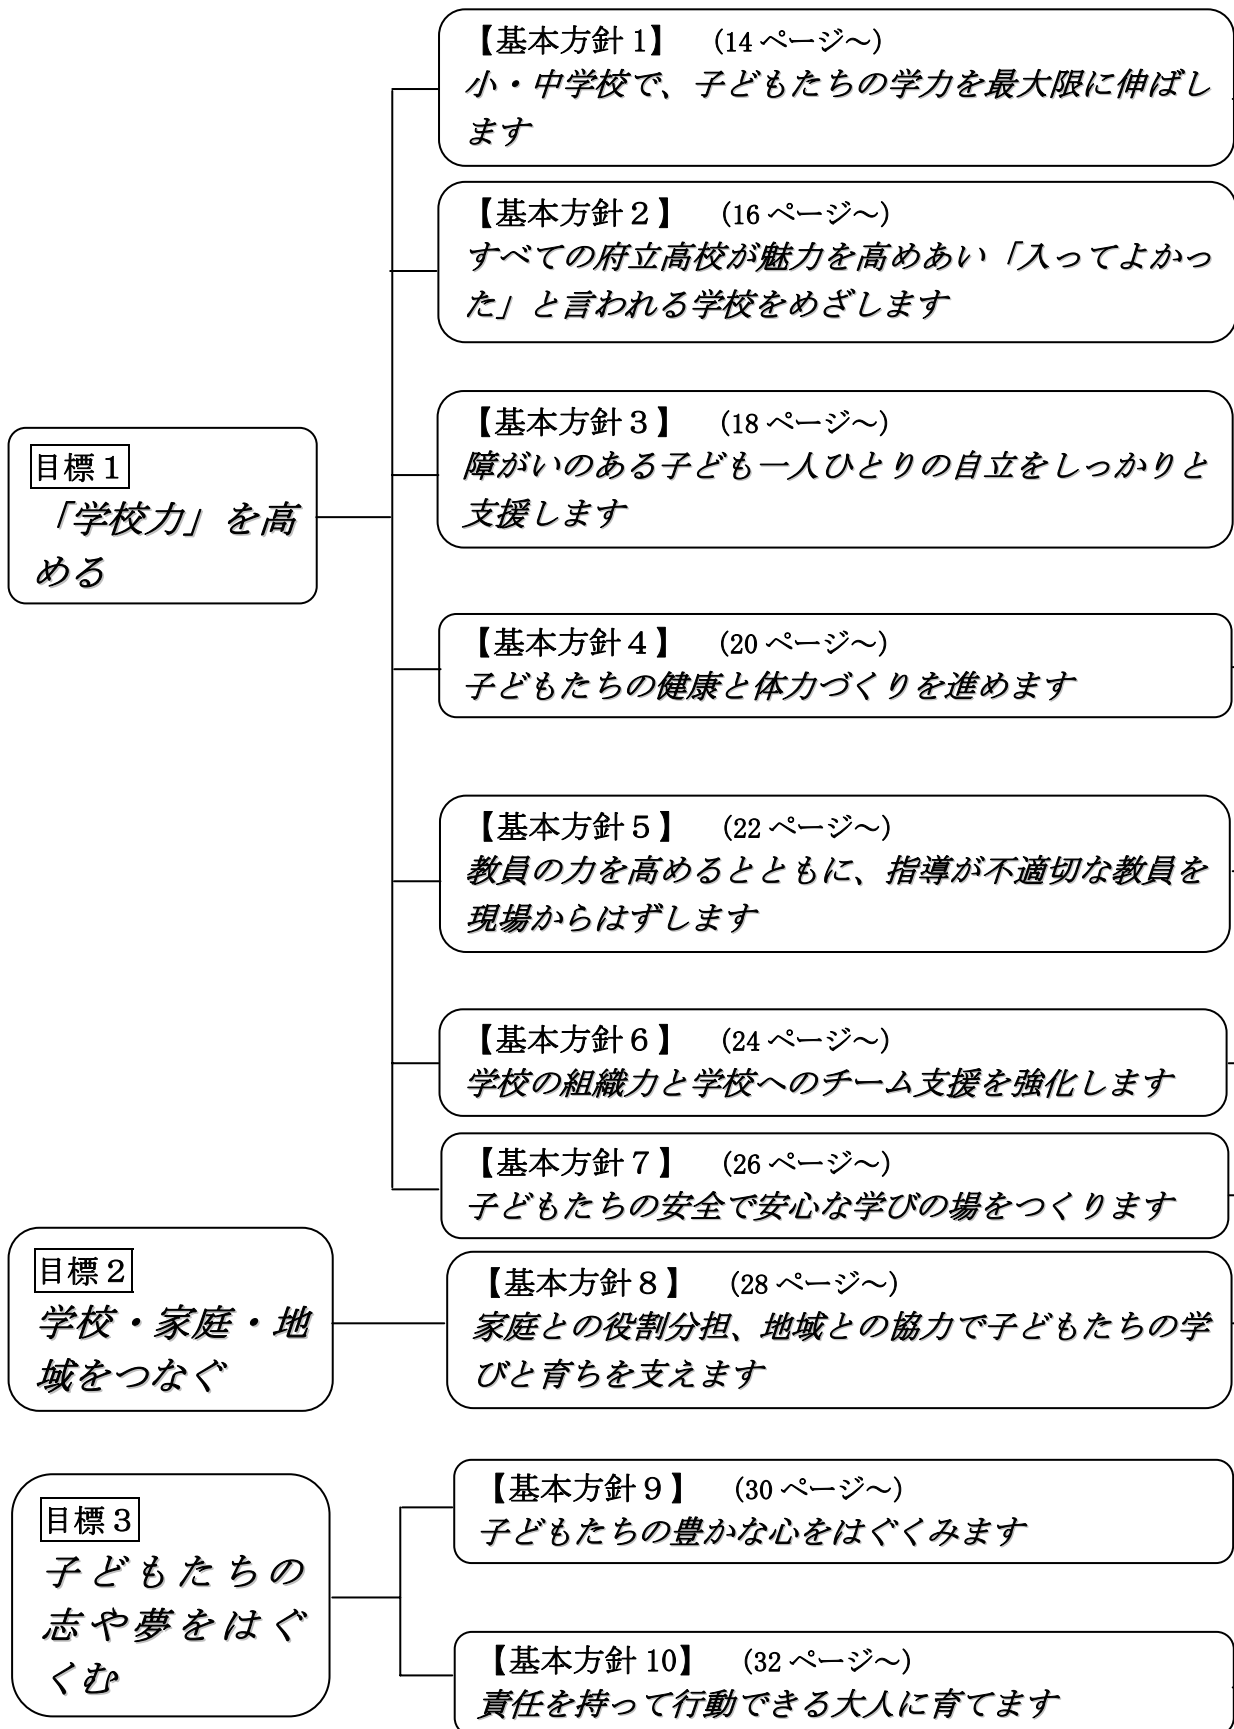 目標１
「学校力」を高
める
【基本方針 1】　（14 ページ～）
小・中学校で、子どもたちの学力を最大限に伸ばし
ます
【基本方針２】　（16 ページ～）
すべての府立高校が魅力を高めあい「入ってよかっ
た」と言われる学校をめざします
【基本方針３】　（18 ページ～）
障がいのある子ども一人ひとりの自立をしっかりと
支援します
【基本方針４】　（20 ページ～）
子どもたちの健康と体力づくりを進めます
【基本方針５】　（22 ページ～）
教員の力を高めるとともに、指導が不適切な教員を
現場からはずします
【基本方針６】　（24 ページ～）
学校の組織力と学校へのチーム支援を強化します
【基本方針７】　（26 ページ～）
子どもたちの安全で安心な学びの場をつくります
目標２
学校・家庭・地
域をつなぐ
【基本方針８】　（28 ページ～）
家庭との役割分担、地域との協力で子どもたちの学
びと育ちを支えます
目標３
子どもたちの
志や夢をはぐ
くむ
【基本方針９】　（30 ページ～）
子どもたちの豊かな心をはぐくみます
【基本方針 10】　（32 ページ～）
責任を持って行動できる大人に育てます